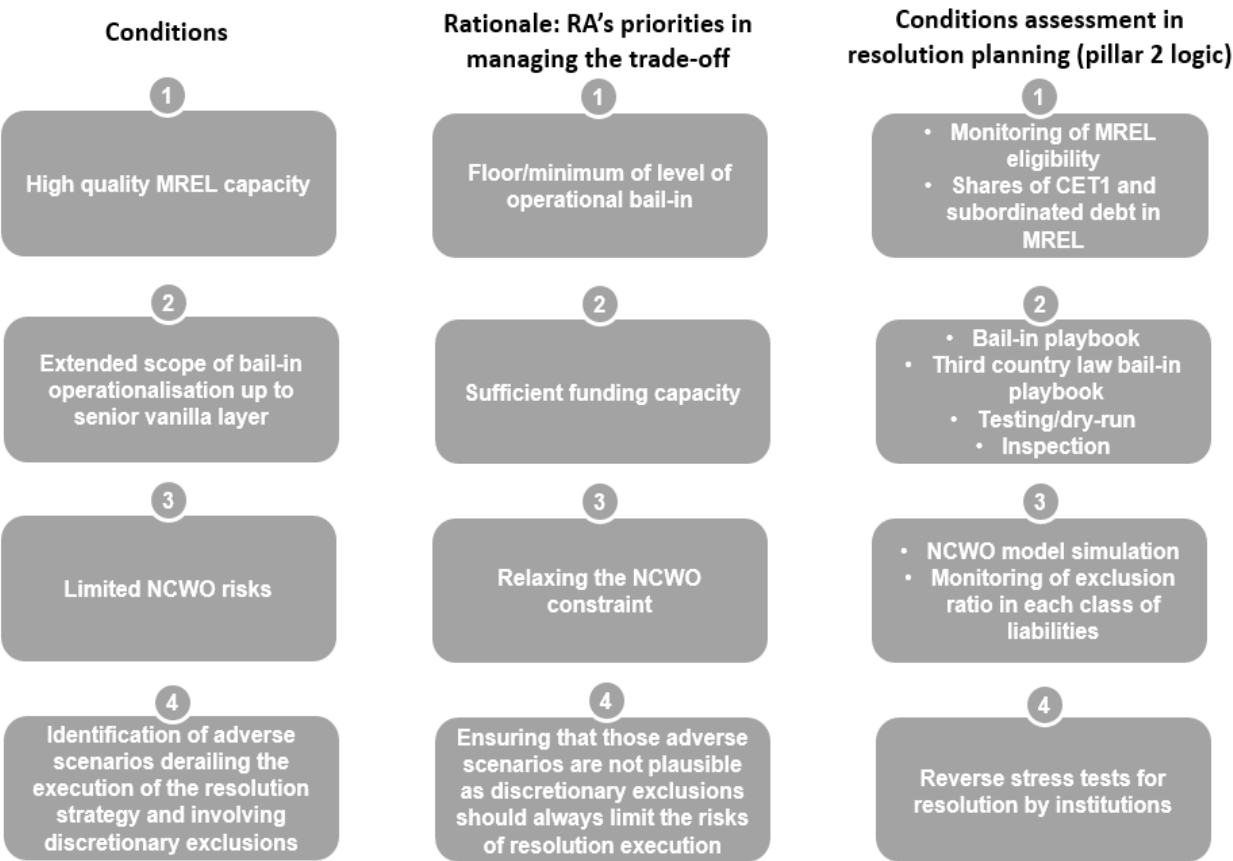 Conditions
Rationale: RA's priorities in
managing the trade-off
Conditions assessment in
resolution planning (pillar 2 logic)
1
High quality MREL capacity
1
Floor/minimum of level of
operational bail-in
1
• Monitoring of MREL
eligibility
• Shares of CET1 and
subordinated debt in
MREL
2
Extended scope of bail-in
operationalisation up to
senior vanilla layer
2
Sufficient funding capacity
2
• Bail-in playbook
• Third country law bail-in
playbook
• Testing/dry-run
• Inspection
3
Limited NCWO risks
3
Relaxing the NCWO
constraint
3
• NCWO model simulation
• Monitoring of exclusion
ratio in each class of
liabilities
4
Identification of adverse
scenarios derailing the
execution of the resolution
strategy and involving
discretionary exclusions
4
Ensuring that those adverse
scenarios are not plausible
as discretionary exclusions
should always limit the risks
of resolution execution
4
Reverse stress tests for
resolution by institutions